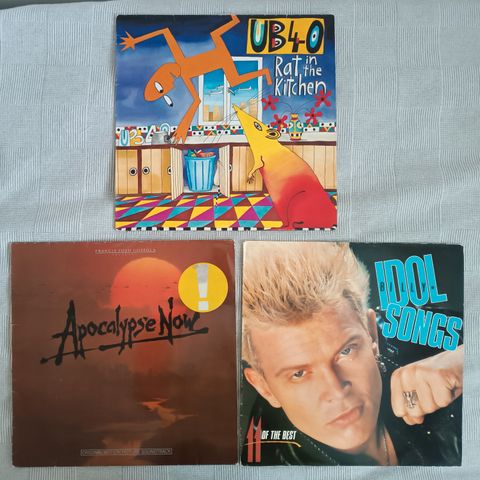 UB40
Rat in the
Kitchen
UB40
FRANCIS FORD COPPOLA
!
Apocalypse Now
ORIGINAL MOTION PICTURE SOUNDTRACK
BILLY
IDOL
SONGS
11 OF THE BEST